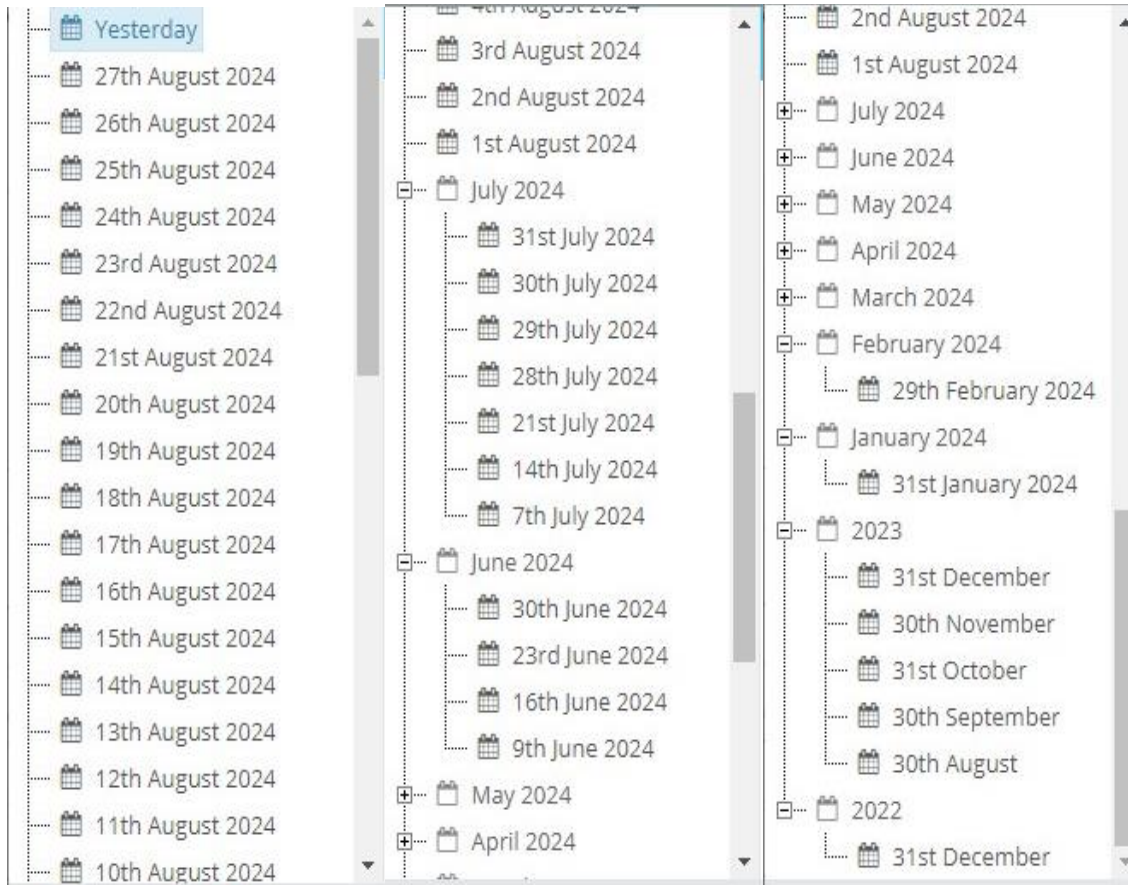 Yesterday
27th August 2024
26th August 2024
25th August 2024
24th August 2024
23rd August 2024
22nd August 2024
21st August 2024
20th August 2024
19th August 2024
18th August 2024
17th August 2024
16th August 2024
15th August 2024
14th August 2024
13th August 2024
12th August 2024
11th August 2024
10th August 2024
4th August 2024
3rd August 2024
2nd August 2024
1st August 2024
July 2024
31st July 2024
30th July 2024
29th July 2024
28th July 2024
21st July 2024
14th July 2024
7th July 2024
June 2024
30th June 2024
23rd June 2024
16th June 2024
9th June 2024
May 2024
April 2024
2nd August 2024
1st August 2024
July 2024
June 2024
May 2024
April 2024
March 2024
February 2024
29th February 2024
January 2024
31st January 2024
2023
31st December
30th November
31st October
30th September
30th August
2022
31st December